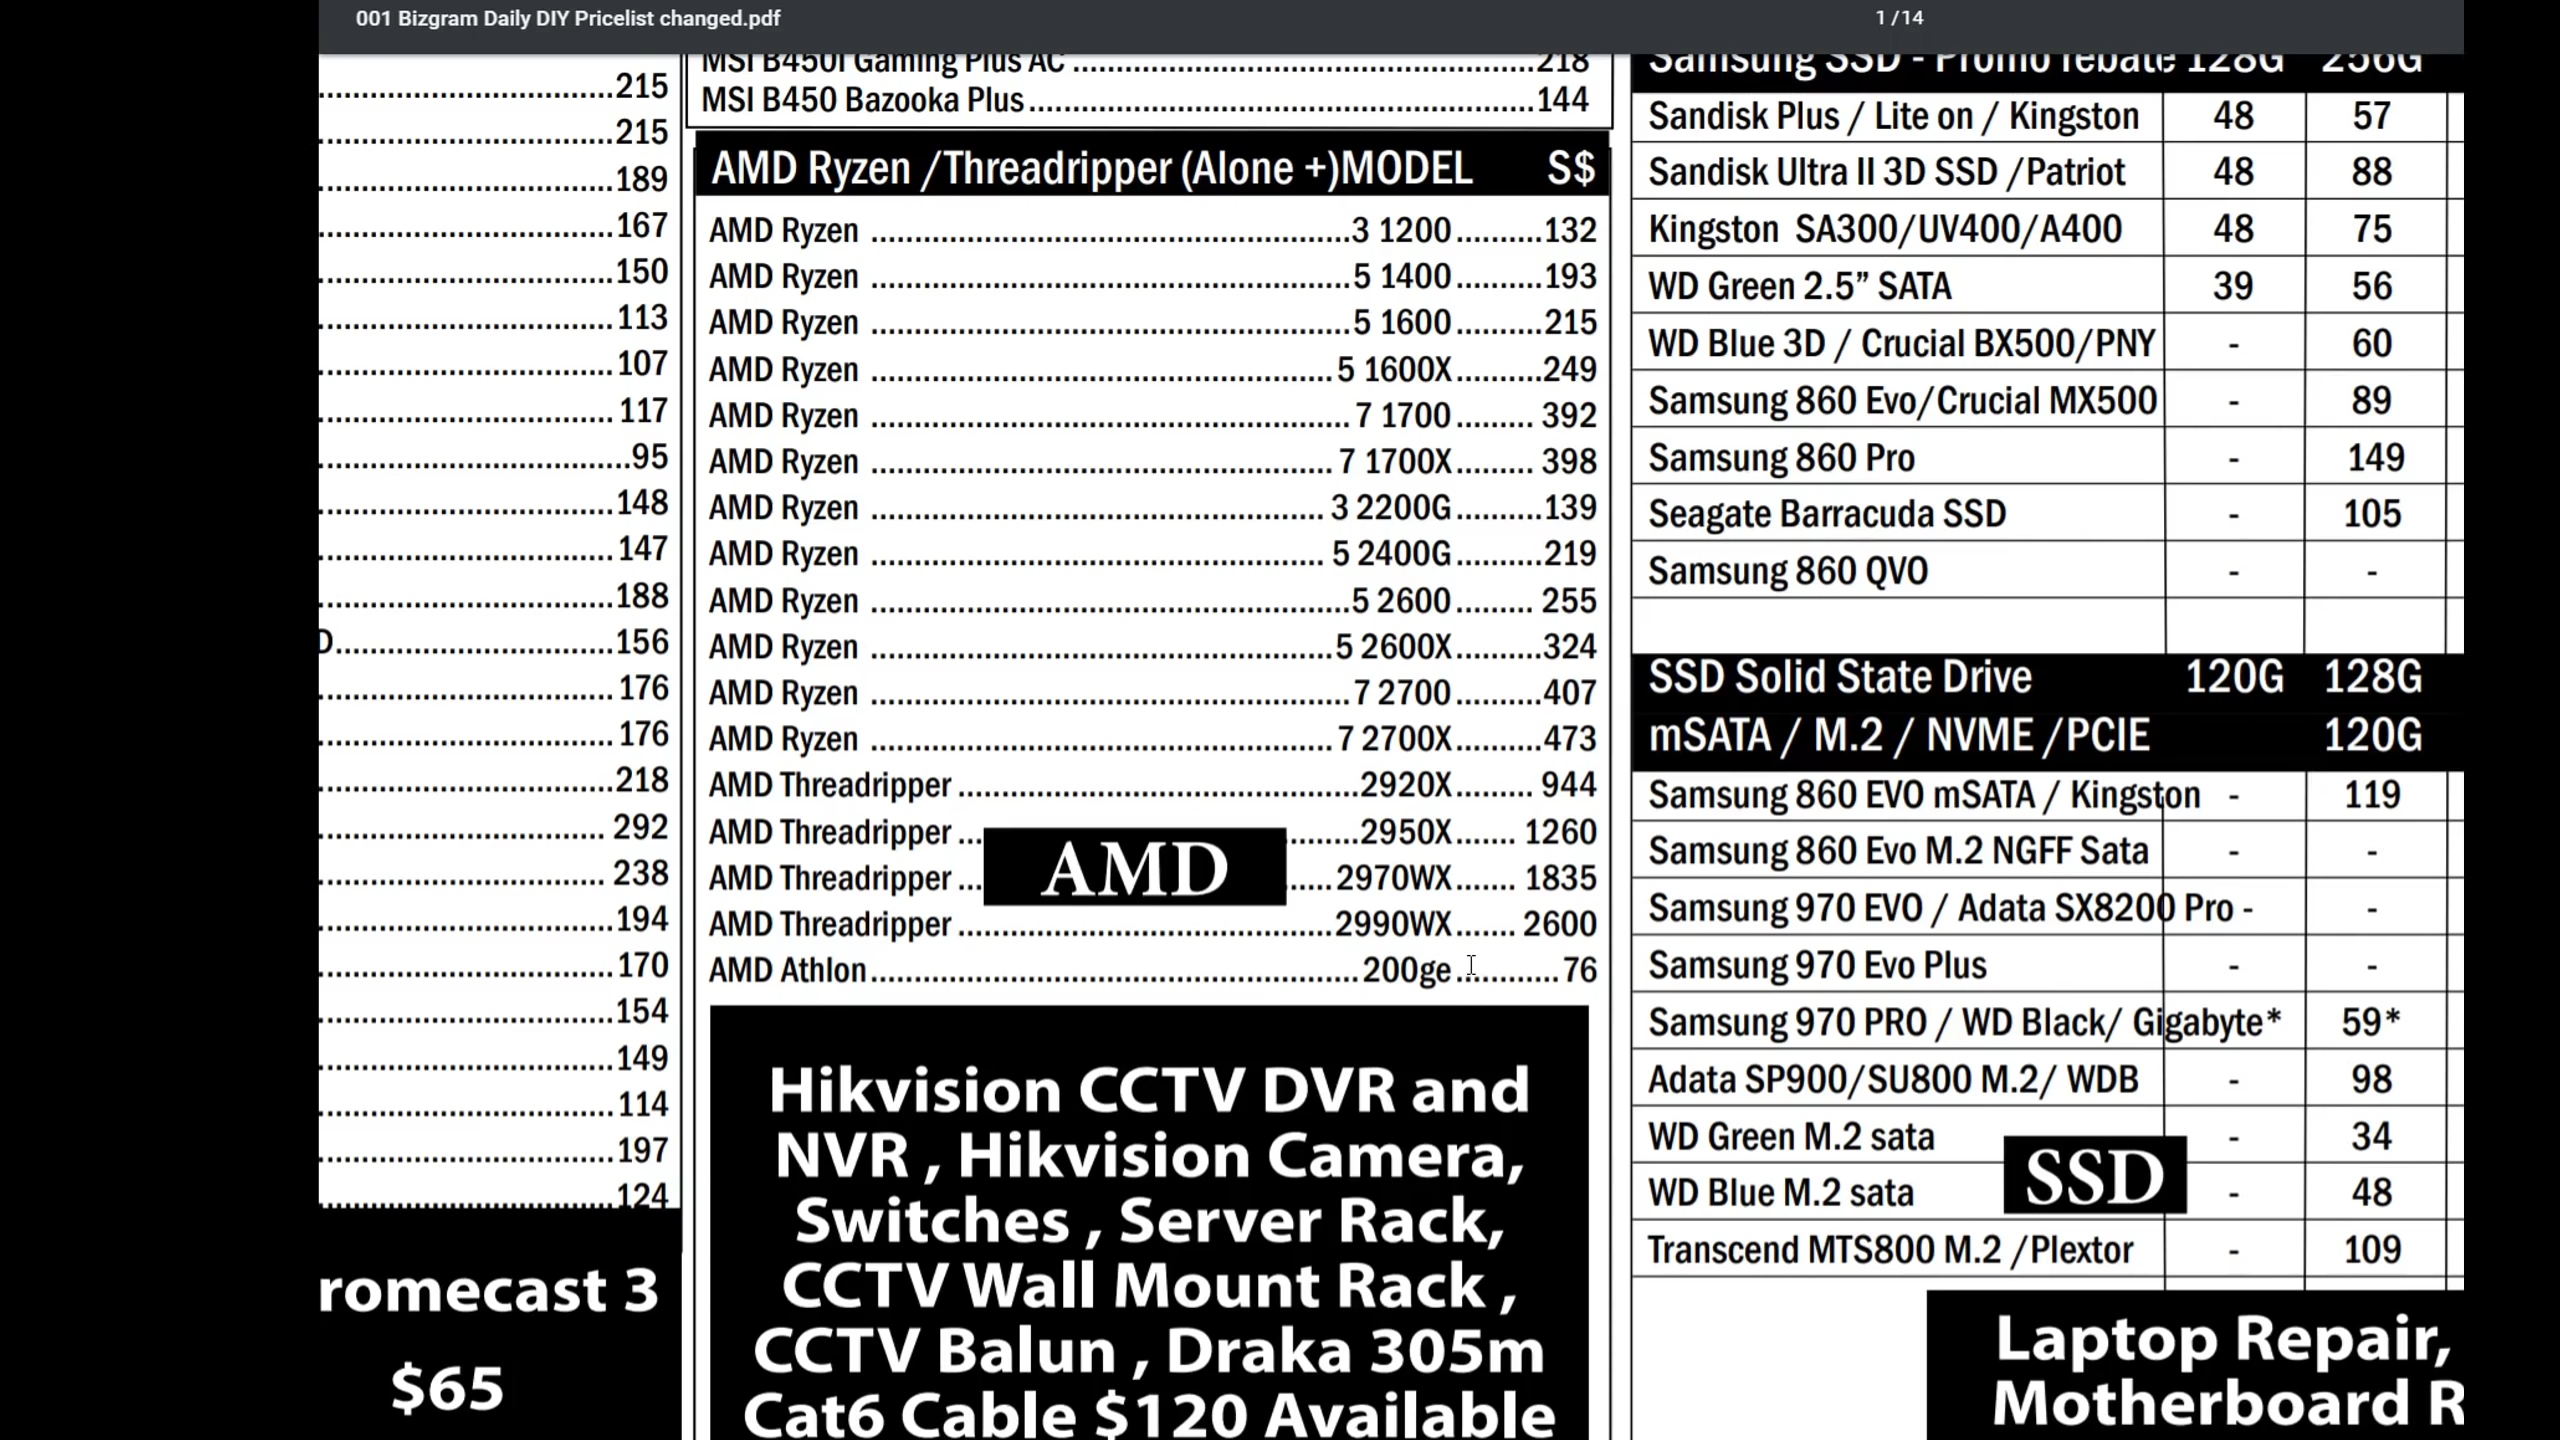 001 Bizgram Daily DIY Pricelist changed.pdf
1 / 14
215
215
189
167
150
113
107
117
95
148
147
188
D 156
176
176
218
292
238
194
170
154
149
114
197
124
romecast 3
$65
MSI B450I Gaming Plus AC 218
MSI B450 Bazooka Plus 144
AMD Ryzen /Threadripper (Alone +)MODEL S$
AMD Ryzen 3 1200 132
AMD Ryzen 5 1400 193
AMD Ryzen 5 1600 215
AMD Ryzen 5 1600X 249
AMD Ryzen 7 1700 392
AMD Ryzen 7 1700X 398
AMD Ryzen 3 2200G 139
AMD Ryzen 5 2400G 219
AMD Ryzen 5 2600 255
AMD Ryzen 5 2600X 324
AMD Ryzen 7 2700 407
AMD Ryzen 7 2700X 473
AMD Threadripper 2920X 944
AMD Threadripper 2950X 1260
AMD
AMD Threadripper 2970WX 1835
AMD Threadripper 2990WX 2600
AMD Athlon 200ge 76
Hikvision CCTV DVR and
NVR , Hikvision Camera,
Switches , Server Rack,
CCTV Wall Mount Rack ,
CCTV Balun , Draka 305m
Cat6 Cable $120 Available
Samsung SSD - Promo rebate 128G 256G
Sandisk Plus / Lite on / Kingston 48 57
Sandisk Ultra II 3D SSD /Patriot 48 88
Kingston SA300/UV400/A400 48 75
WD Green 2.5” SATA 39 56
WD Blue 3D / Crucial BX500/PNY - 60
Samsung 860 Evo/Crucial MX500 - 89
Samsung 860 Pro - 149
Seagate Barracuda SSD - 105
Samsung 860 QVO - -
SSD Solid State Drive 120G 128G
mSATA / M.2 / NVME /PCIE 120G
Samsung 860 EVO mSATA / Kingston - 119
Samsung 860 Evo M.2 NGFF Sata - -
Samsung 970 EVO / Adata SX8200 Pro - -
Samsung 970 Evo Plus - -
Samsung 970 PRO / WD Black/ Gigabyte* 59*
Adata SP900/SU800 M.2/ WDB - 98
WD Green M.2 sata - 34
SSD
WD Blue M.2 sata - 48
Transcend MTS800 M.2 /Plextor - 109
Laptop Repair,
Motherboard R